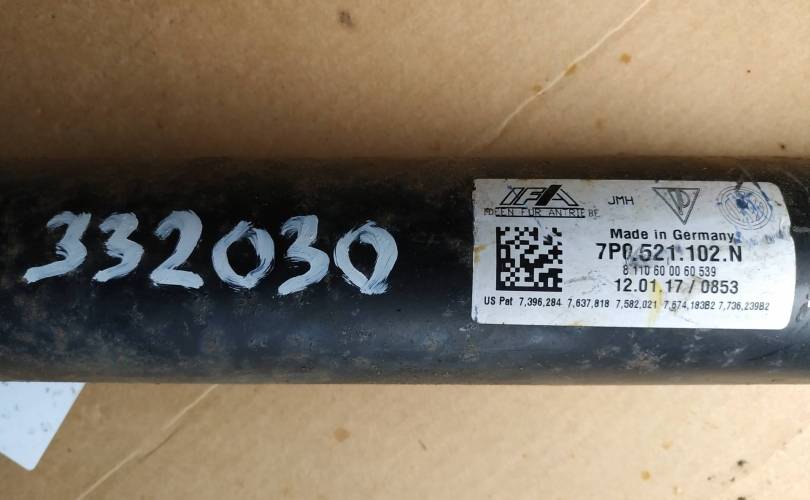 332030
IFA
IDEEN FÜR ANTRIEBE
JMH
Made in Germany
7P0.521.102.N
8 110 60 00 60 539
12.01.17 / 0853
US Pat 7,396,284 7,637,818 7,582,021 7,674,183B2 7,736,239B2